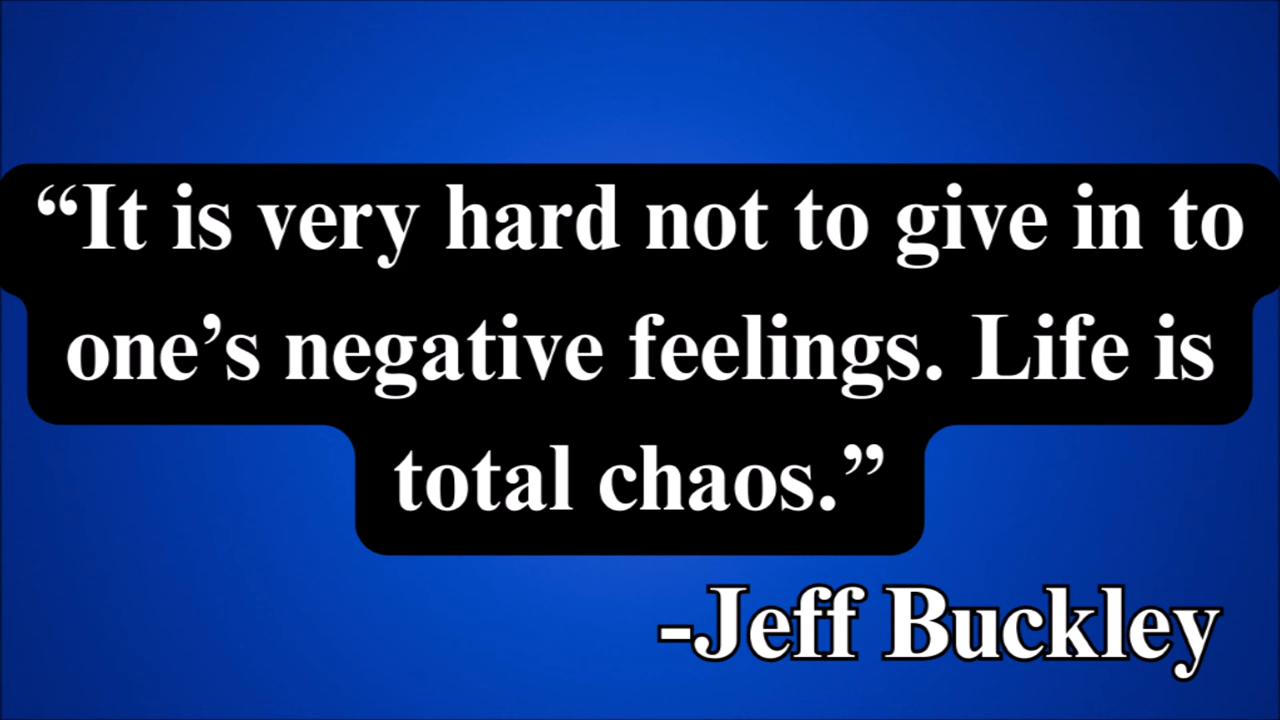 “It is very hard not to give in to
one’s negative feelings. Life is
total chaos.”
-Jeff Buckley